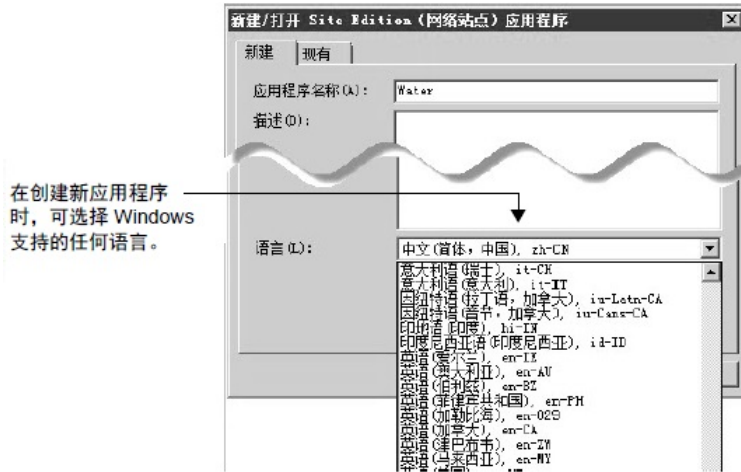 新建/打开 Site Edition（网络站点）应用程序
新建
现有
应用程序名称(A):
Water
描述(D):
在创建新应用程序
时，可选择 Windows
支持的任何语言。
语言(L):
中文(简体，中国), zh-CN
意大利语(瑞士), it-CH
意大利语(意大利), it-IT
因纽特语(拉丁语，加拿大), iu-Latn-CA
因纽特语(音节，加拿大), iu-Cans-CA
印地语(印度), hi-IN
印度尼西亚语(印度尼西亚), id-ID
英语(爱尔兰), en-IE
英语(澳大利亚), en-AU
英语(伯利兹), en-BZ
英语(菲律宾共和国), en-PH
英语(加勒比海), en-029
英语(加拿大), en-CA
英语(津巴布韦), en-ZW
英语(马来西亚), en-MY